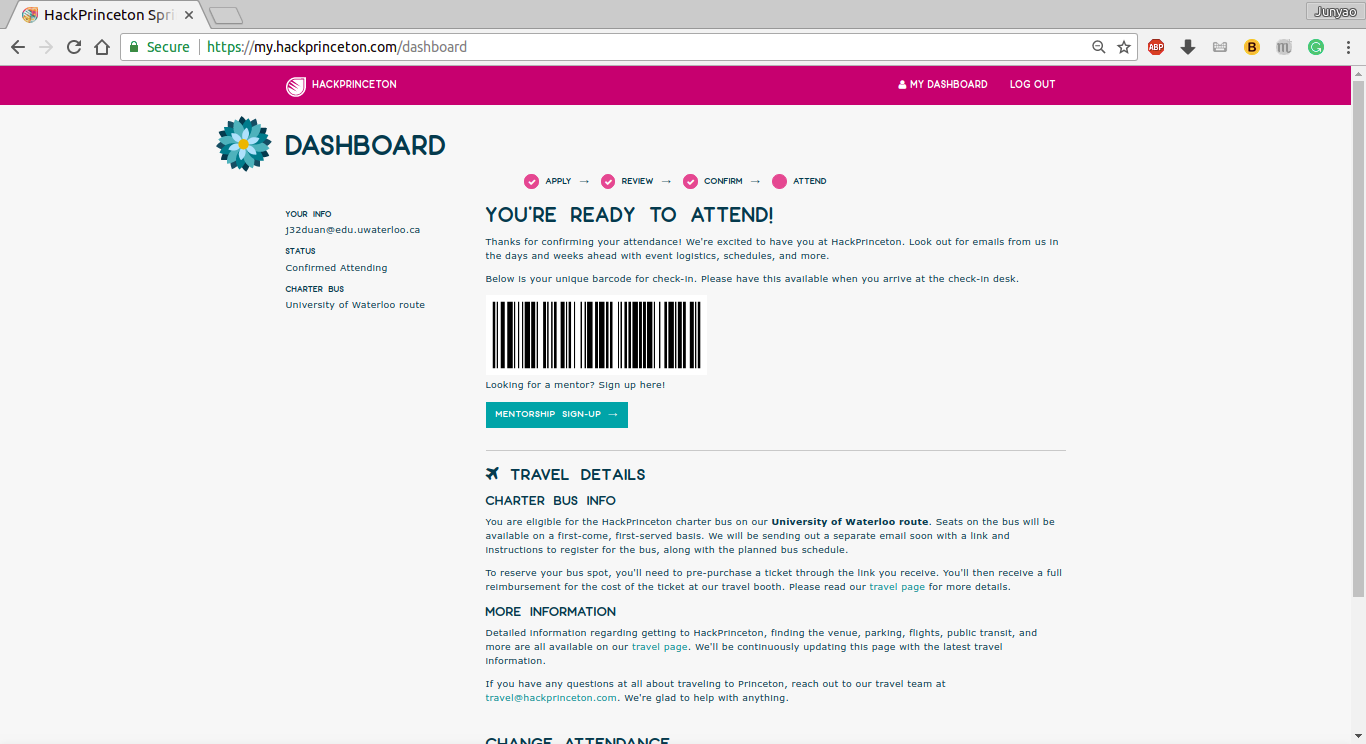 HackPrinceton Spri
Junyao
Secure
https://my.hackprinceton.com/dashboard
ABP
B
HACKPRINCETON
MY DASHBOARD
LOG OUT
DASHBOARD
APPLY → REVIEW → CONFIRM → ATTEND
YOUR INFO
j32duan@edu.uwaterloo.ca
STATUS
Confirmed Attending
CHARTER BUS
University of Waterloo route
YOU'RE READY TO ATTEND!
Thanks for confirming your attendance! We're excited to have you at HackPrinceton. Look out for emails from us in
the days and weeks ahead with event logistics, schedules, and more.
Below is your unique barcode for check-in. Please have this available when you arrive at the check-in desk.
Looking for a mentor? Sign up here!
MENTORSHIP SIGN-UP →
TRAVEL DETAILS
CHARTER BUS INFO
You are eligible for the HackPrinceton charter bus on our University of Waterloo route. Seats on the bus will be
available on a first-come, first-served basis. We will be sending out a separate email soon with a link and
instructions to register for the bus, along with the planned bus schedule.
To reserve your bus spot, you'll need to pre-purchase a ticket through the link you receive. You'll then receive a full
reimbursement for the cost of the ticket at our travel booth. Please read our travel page for more details.
MORE INFORMATION
Detailed information regarding getting to HackPrinceton, finding the venue, parking, flights, public transit, and
more are all available on our travel page. We'll be continuously updating this page with the latest travel
information.
If you have any questions at all about traveling to Princeton, reach out to our travel team at
travel@hackprinceton.com. We're glad to help with anything.
CHANGE ATTENDANCE